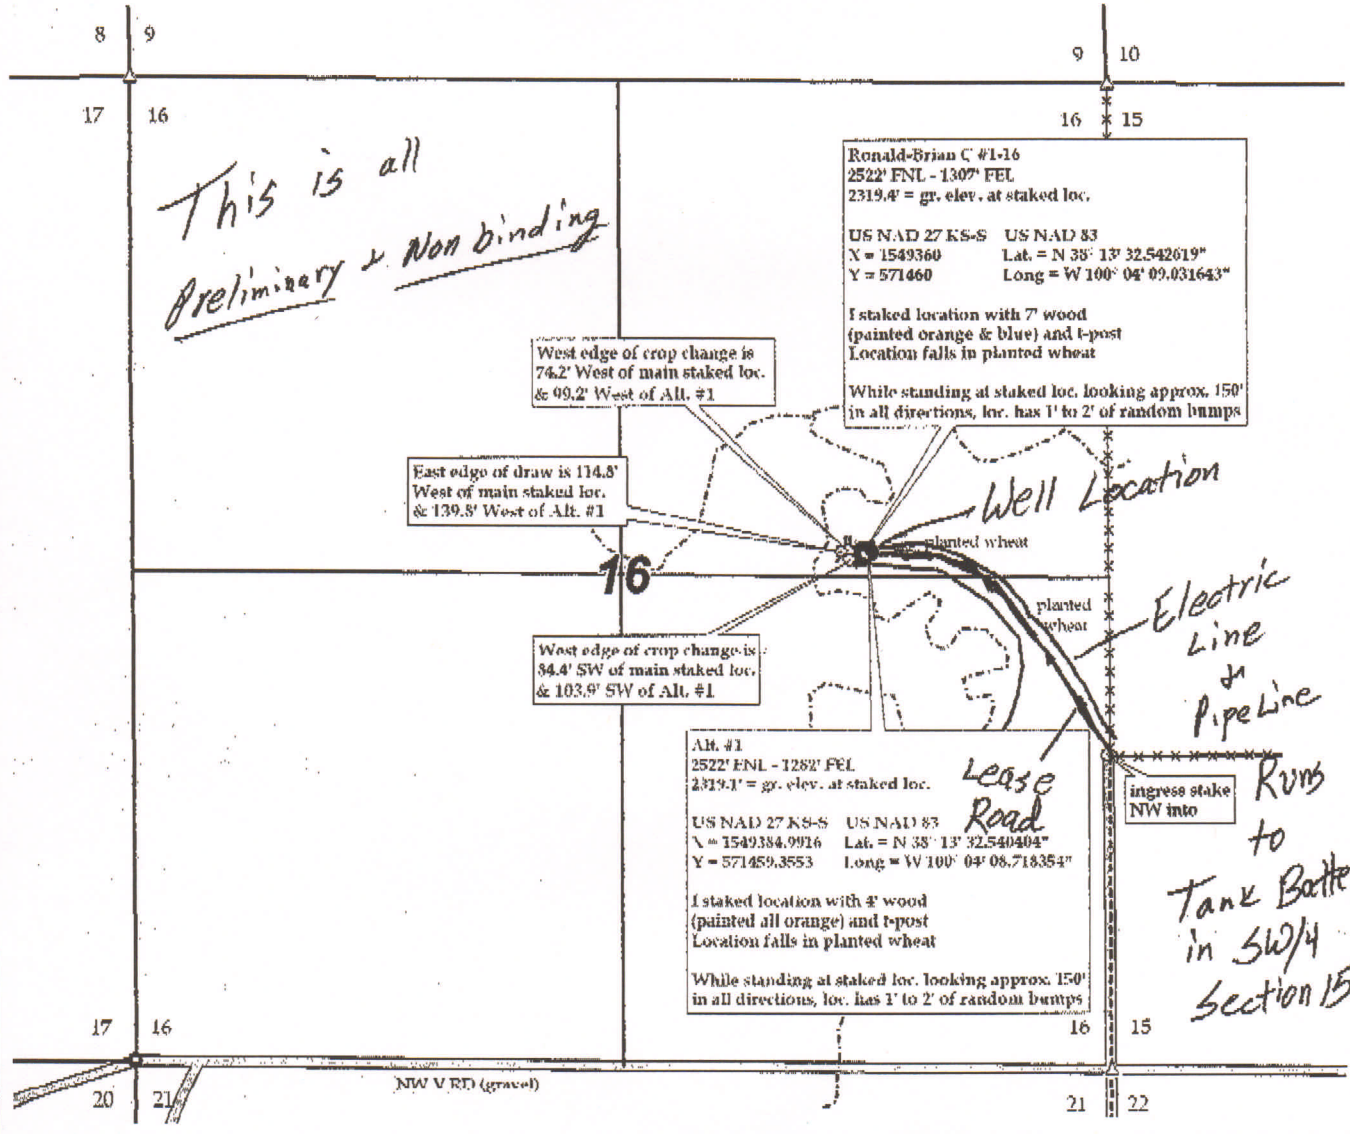 8 9
9 10
17 16
16 15
This is all
Preliminary & Non binding
Ronald-Brian C #1-16
2522' FNL - 1307' FEL
2319.4' = gr. elev. at staked loc.
US NAD 27 KS-S US NAD 83
X = 1549360 Lat. = N 38° 13' 32.542619"
Y = 571460 Long = W 100° 04' 09.031643"
I staked location with 7' wood
(painted orange & blue) and t-post
Location falls in planted wheat
While standing at staked loc. looking approx. 150'
in all directions, loc. has 1' to 2' of random bumps
West edge of crop change is
74.2' West of main staked loc.
& 99.2' West of Alt. #1
East edge of draw is 114.8'
West of main staked loc.
& 139.8' West of Alt. #1
Well Location
planted wheat
16
planted
wheat
Electric
Line
&
Pipeline
Runs
to
Tank Batte
in SW/4
Section 15
West edge of crop change is
84.4' SW of main staked loc.
& 103.9' SW of Alt. #1
Alt. #1
2522' FNL - 1282' FEL
2319.1' = gr. elev. at staked loc.
US NAD 27 KS-S US NAD 83
X = 1549384.9916 Lat. = N 38° 13' 32.540404"
Y = 571459.3553 Long = W 100° 04' 08.718354"
I staked location with 4' wood
(painted all orange) and t-post
Location falls in planted wheat
While standing at staked loc. looking approx. 150'
in all directions, loc. has 1' to 2' of random bumps
Lease
Road
ingress stake
NW into
17 16
16 15
NW V RD (gravel)
20 21
21 22